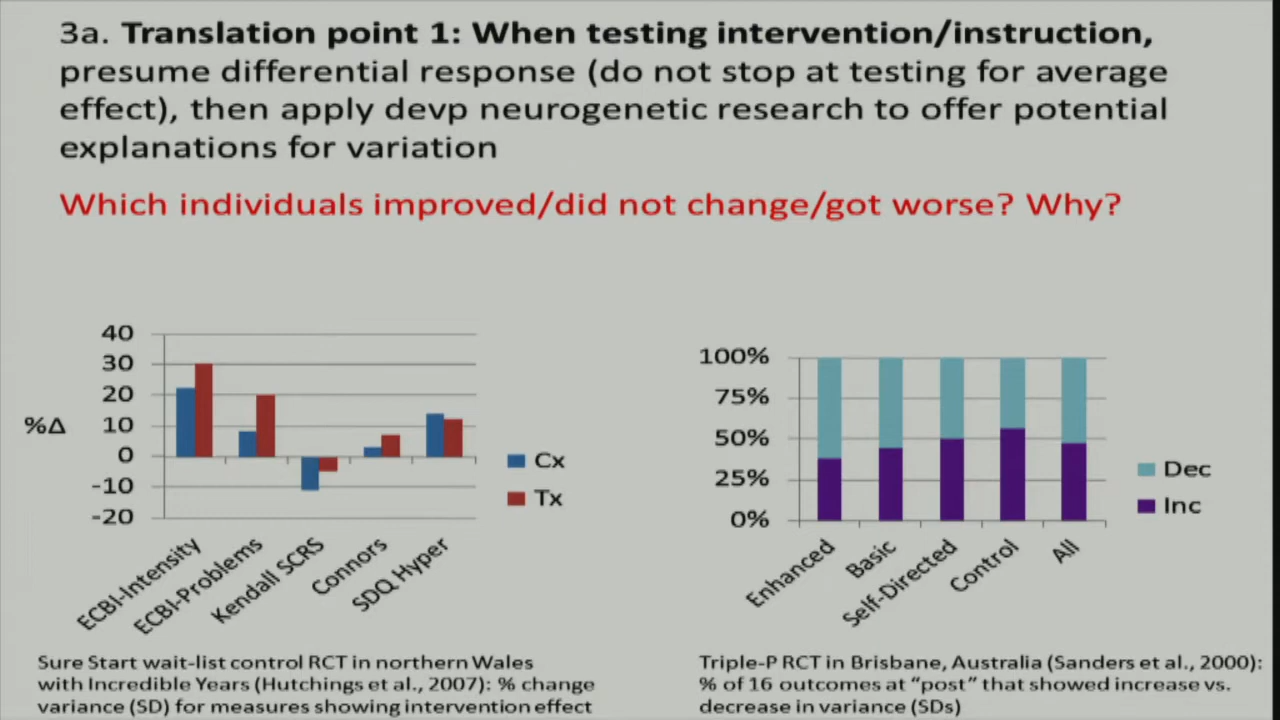 3a. Translation point 1: When testing intervention/instruction,
presume differential response (do not stop at testing for average
effect), then apply devp neurogenetic research to offer potential
explanations for variation
Which individuals improved/did not change/got worse? Why?
40
30
20
10
0
-10
-20
%Δ
ECBI-Intensity
ECBI-Problems
Kendall SCRS
Connors
SDQ Hyper
Cx
Tx
100%
75%
50%
25%
0%
Enhanced
Basic
Self-Directed
Control
All
Dec
Inc
Sure Start wait-list control RCT in northern Wales
with Incredible Years (Hutchings et al., 2007): % change
variance (SD) for measures showing intervention effect
Triple-P RCT in Brisbane, Australia (Sanders et al., 2000):
% of 16 outcomes at “post” that showed increase vs.
decrease in variance (SDs)